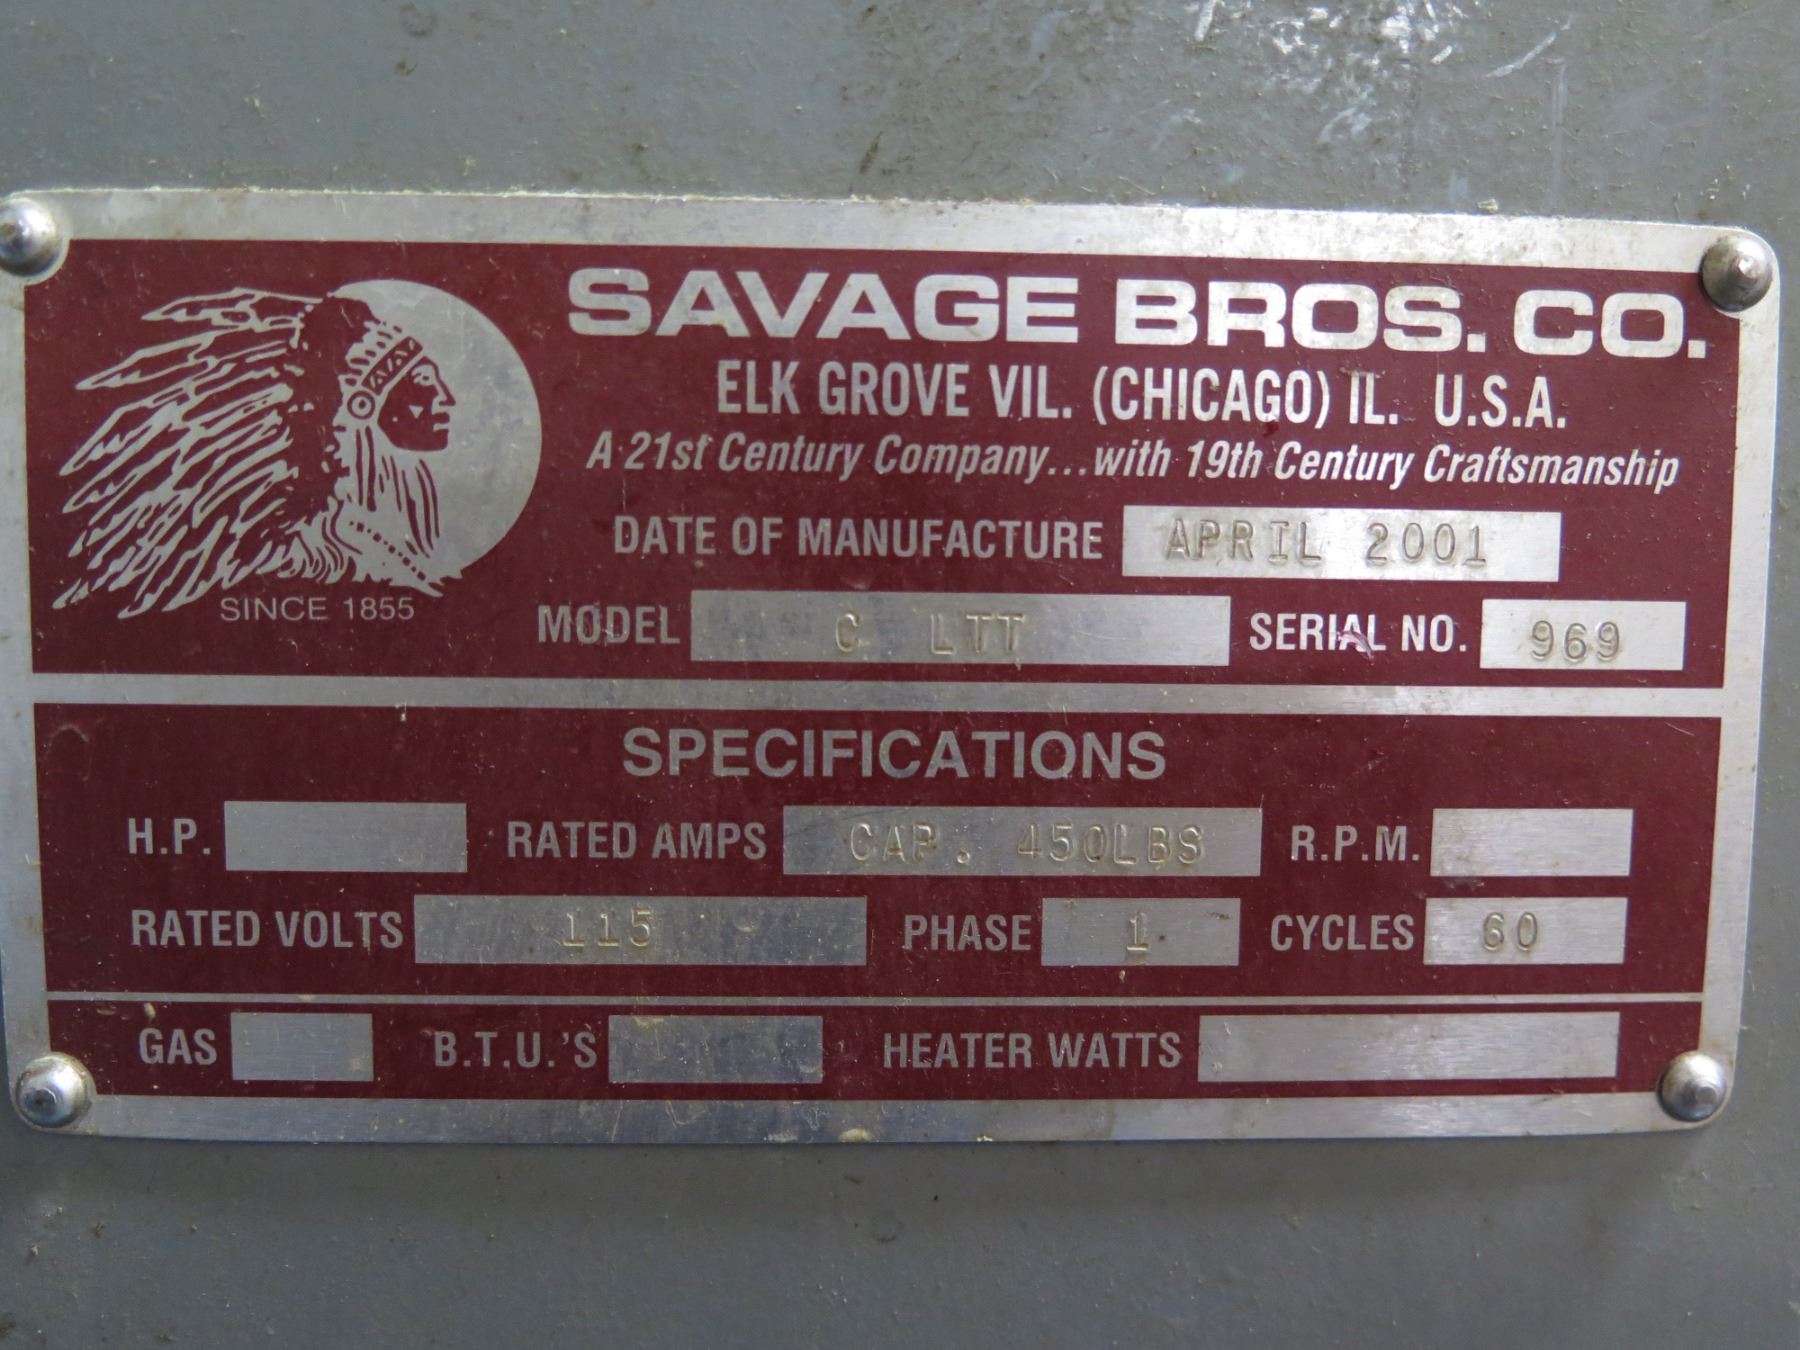 SAVAGE BROS. CO.
ELK GROVE VIL. (CHICAGO) IL. U.S.A.
A 21st Century Company...with 19th Century Craftsmanship
DATE OF MANUFACTURE APRIL 2001
SINCE 1855
MODEL C LTT SERIAL NO. 969
SPECIFICATIONS
H.P. RATED AMPS CAP. 450LBS R.P.M.
RATED VOLTS 115 PHASE 1 CYCLES 60
GAS B.T.U.'S HEATER WATTS